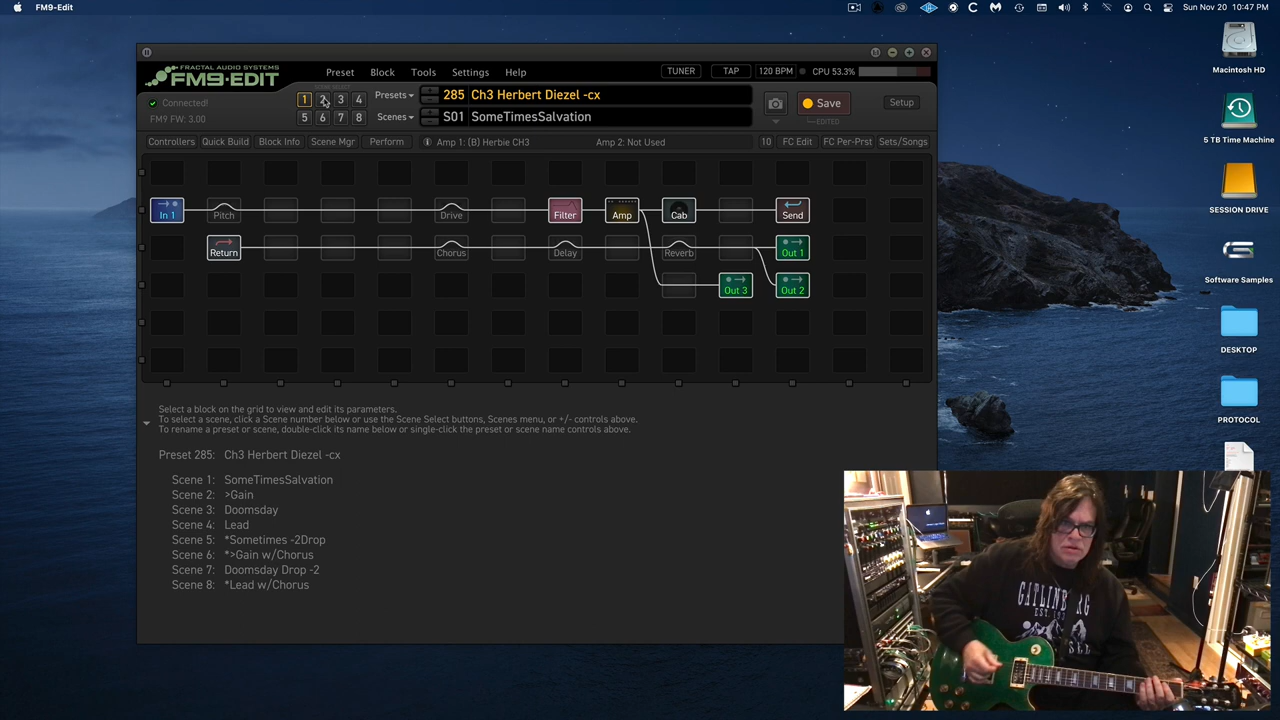 FM9-Edit
Sun Nov 20 10:47 PM
FRACTAL AUDIO SYSTEMS
FM9-EDIT
Preset Block Tools Settings Help
TUNER TAP 120 BPM CPU 53.3%
SCENE SELECT
Connected!
FM9 FW: 3.00
1 2 3 4
5 6 7 8
Presets 285 Ch3 Herbert Diezel -cx
Scenes S01 SomeTimesSalvation
Save
EDITED
Setup
Controllers Quick Build Block Info Scene Mgr Perform Amp 1: (B) Herbie CH3 Amp 2: Not Used 10 FC Edit FC Per-Prst Sets/Songs
In 1 Pitch Drive Filter Amp Cab Send
Return Chorus Delay Reverb Out 1
Out 3 Out 2
Select a block on the grid to view and edit its parameters.
To select a scene, click a Scene number below or use the Scene Select buttons, Scenes menu, or +/- controls above.
To rename a preset or scene, double-click its name below or single-click the preset or scene name controls above.
Preset 285: Ch3 Herbert Diezel -cx
Scene 1: SomeTimesSalvation
Scene 2: >Gain
Scene 3: Doomsday
Scene 4: Lead
Scene 5: *Sometimes -2Drop
Scene 6: *>Gain w/Chorus
Scene 7: Doomsday Drop -2
Scene 8: *Lead w/Chorus
Macintosh HD
5 TB Time Machine
SESSION DRIVE
Software Samples
DESKTOP
PROTOCOL